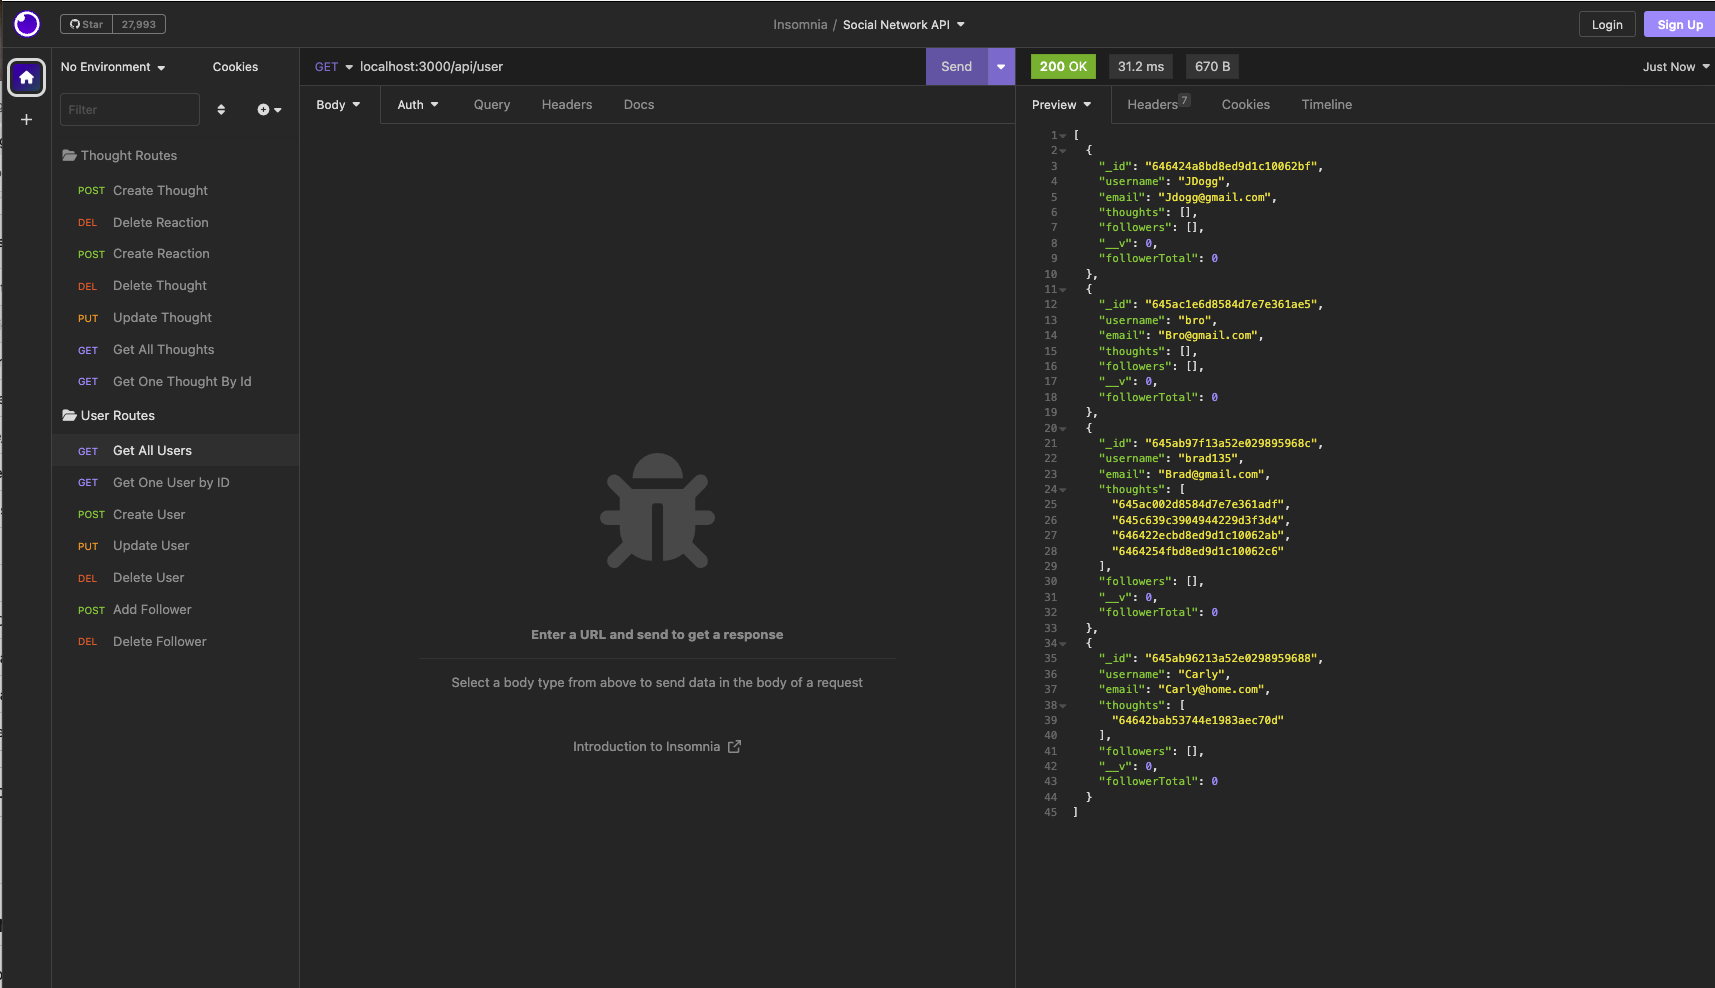 Star 27,993
Insomnia / Social Network API
Login Sign Up
No Environment Cookies
Filter
Thought Routes
POST Create Thought
DEL Delete Reaction
POST Create Reaction
DEL Delete Thought
PUT Update Thought
GET Get All Thoughts
GET Get One Thought By Id
User Routes
GET Get All Users
GET Get One User by ID
POST Create User
PUT Update User
DEL Delete User
POST Add Follower
DEL Delete Follower
GET localhost:3000/api/user Send
Body Auth Query Headers Docs
Enter a URL and send to get a response
Select a body type from above to send data in the body of a request
Introduction to Insomnia
200 OK 31.2 ms 670 B Just Now
Preview Headers 7 Cookies Timeline
1 [
2 {
3 "_id": "646424a8bd8ed9d1c10062bf",
4 "username": "JDogg",
5 "email": "Jdogg@gmail.com",
6 "thoughts": [],
7 "followers": [],
8 "__v": 0,
9 "followerTotal": 0
10 },
11 {
12 "_id": "645ac1e6d8584d7e7e361ae5",
13 "username": "bro",
14 "email": "Bro@gmail.com",
15 "thoughts": [],
16 "followers": [],
17 "__v": 0,
18 "followerTotal": 0
19 },
20 {
21 "_id": "645ab97f13a52e029895968c",
22 "username": "brad135",
23 "email": "Brad@gmail.com",
24 "thoughts": [
25 "645ac002d8584d7e7e361adf",
26 "645c639c3904944229d3f3d4",
27 "646422ecbd8ed9d1c10062ab",
28 "6464254fbd8ed9d1c10062c6"
29 ],
30 "followers": [],
31 "__v": 0,
32 "followerTotal": 0
33 },
34 {
35 "_id": "645ab96213a52e0298959688",
36 "username": "Carly",
37 "email": "Carly@home.com",
38 "thoughts": [
39 "64642bab53744e1983aec70d"
40 ],
41 "followers": [],
42 "__v": 0,
43 "followerTotal": 0
44 }
45 ]